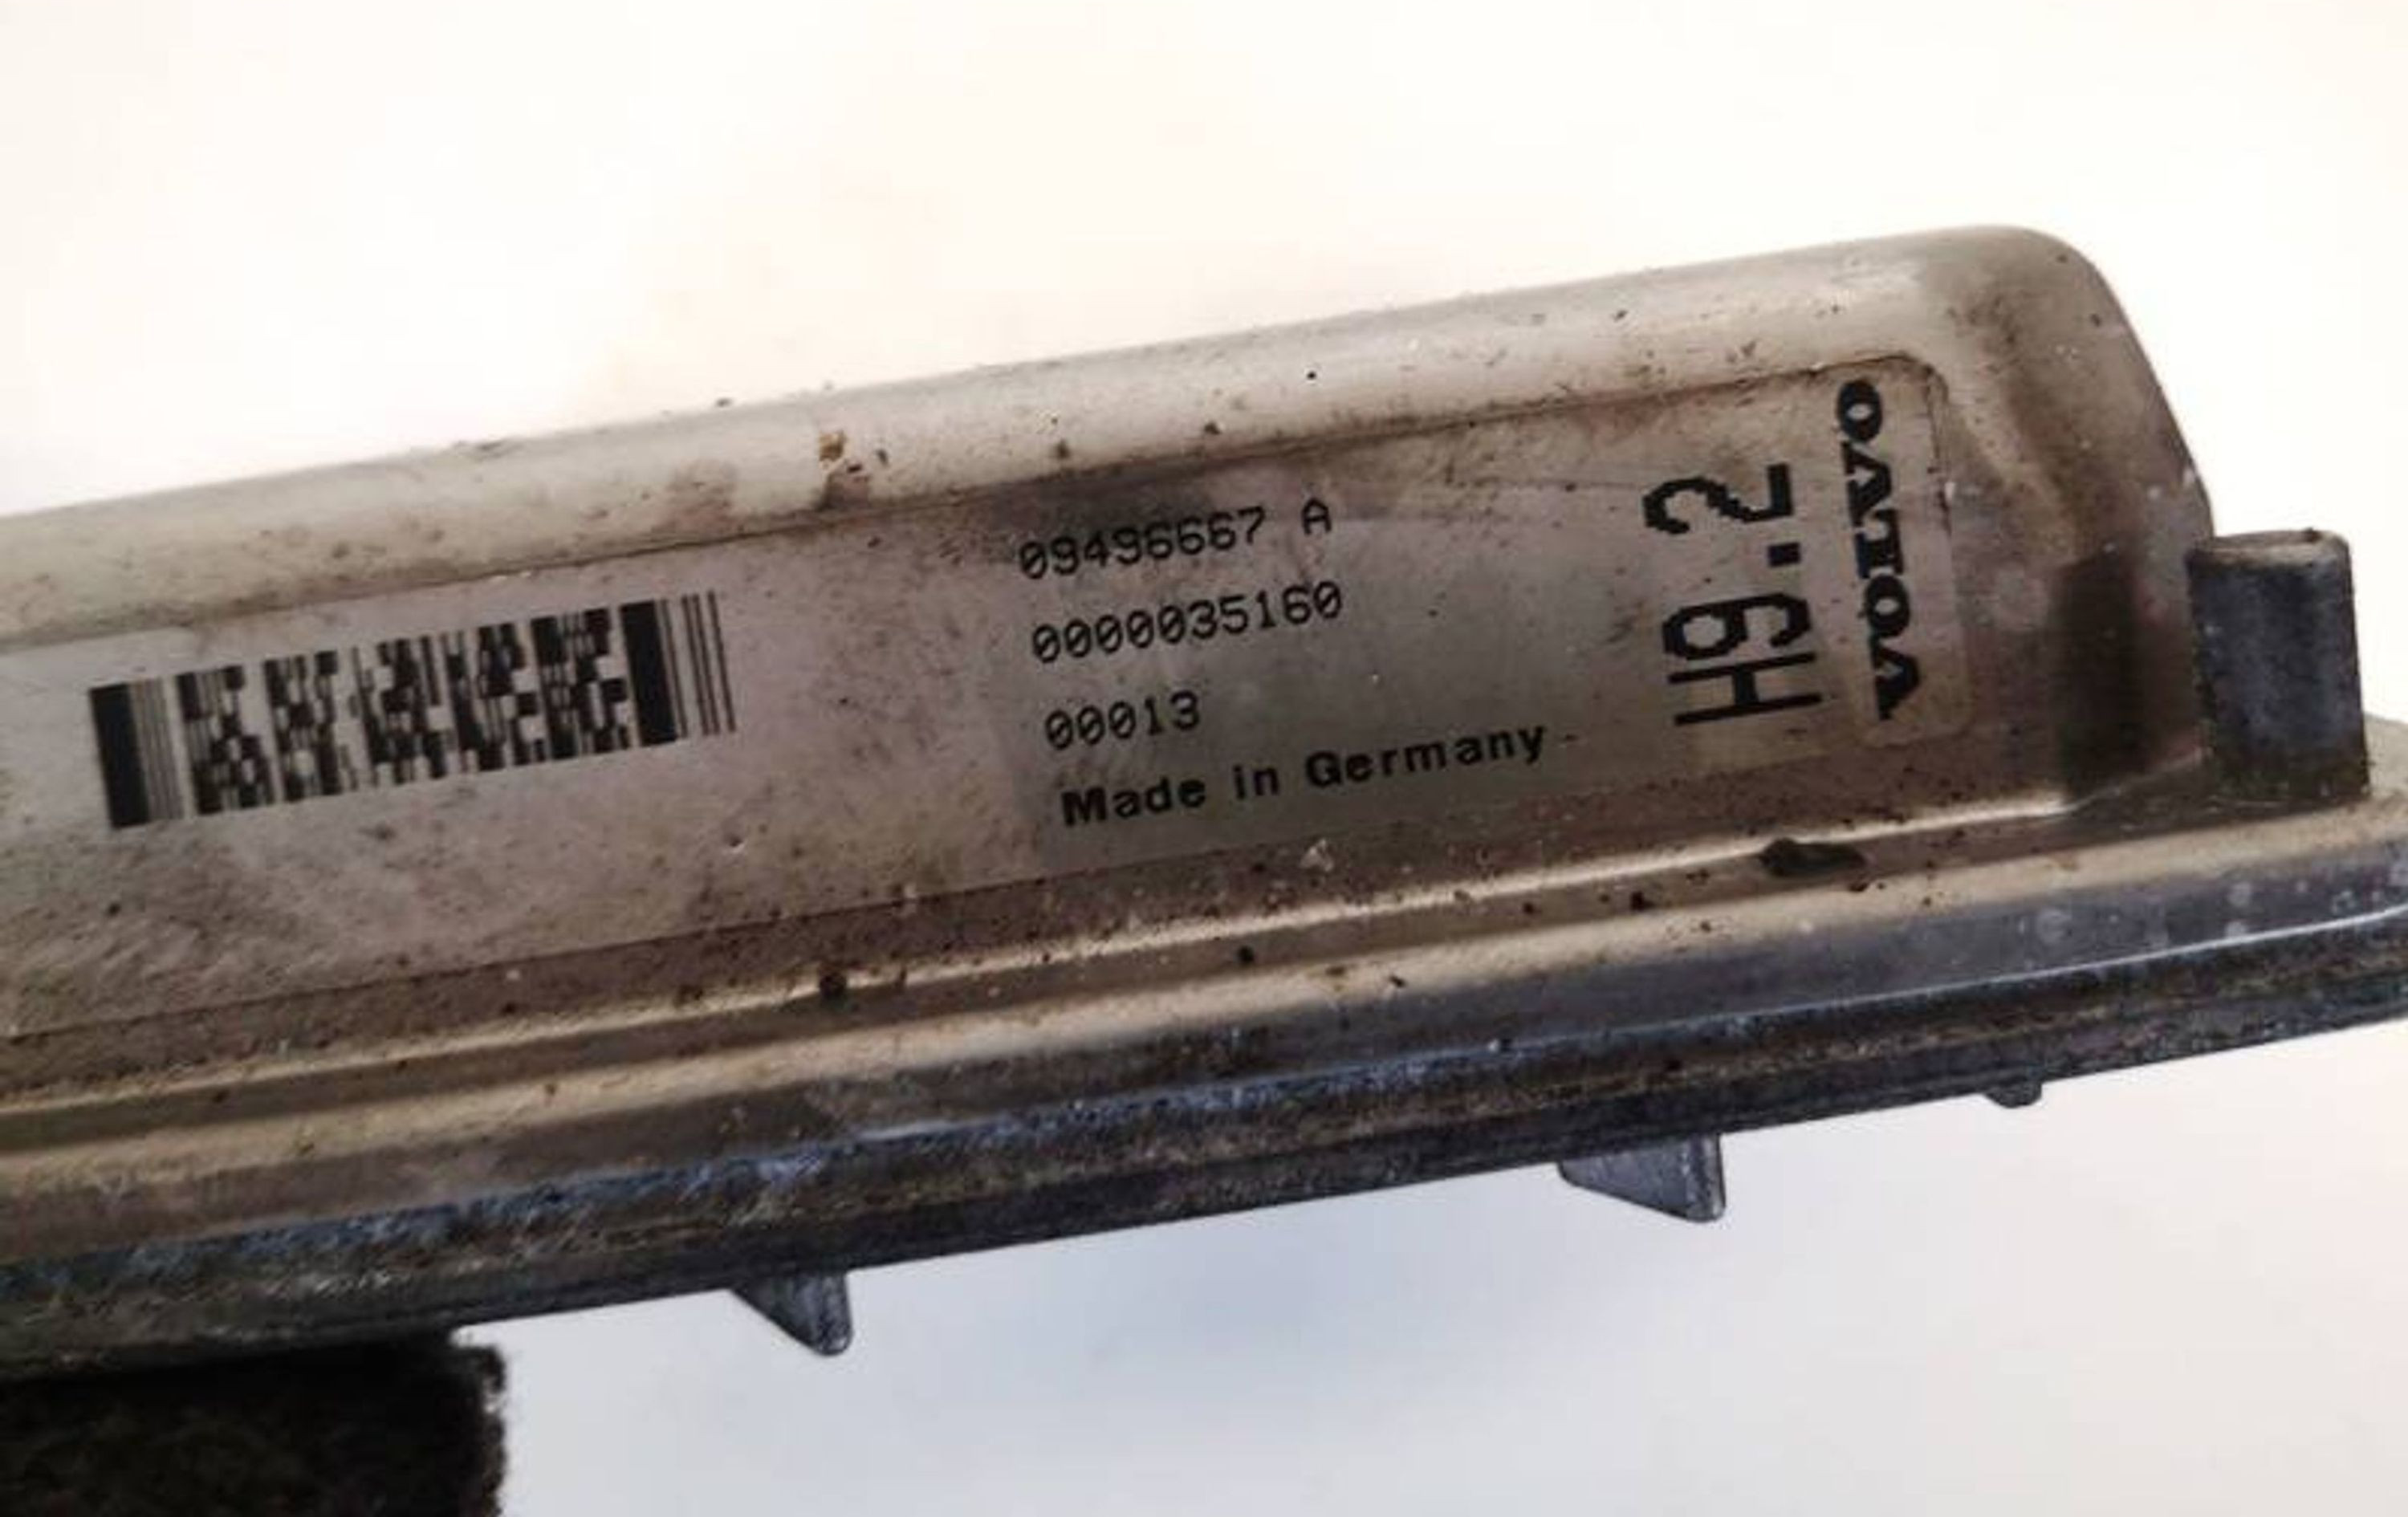 09496667 A
0000035160
00013
Made in Germany
H9.2
VOLVO